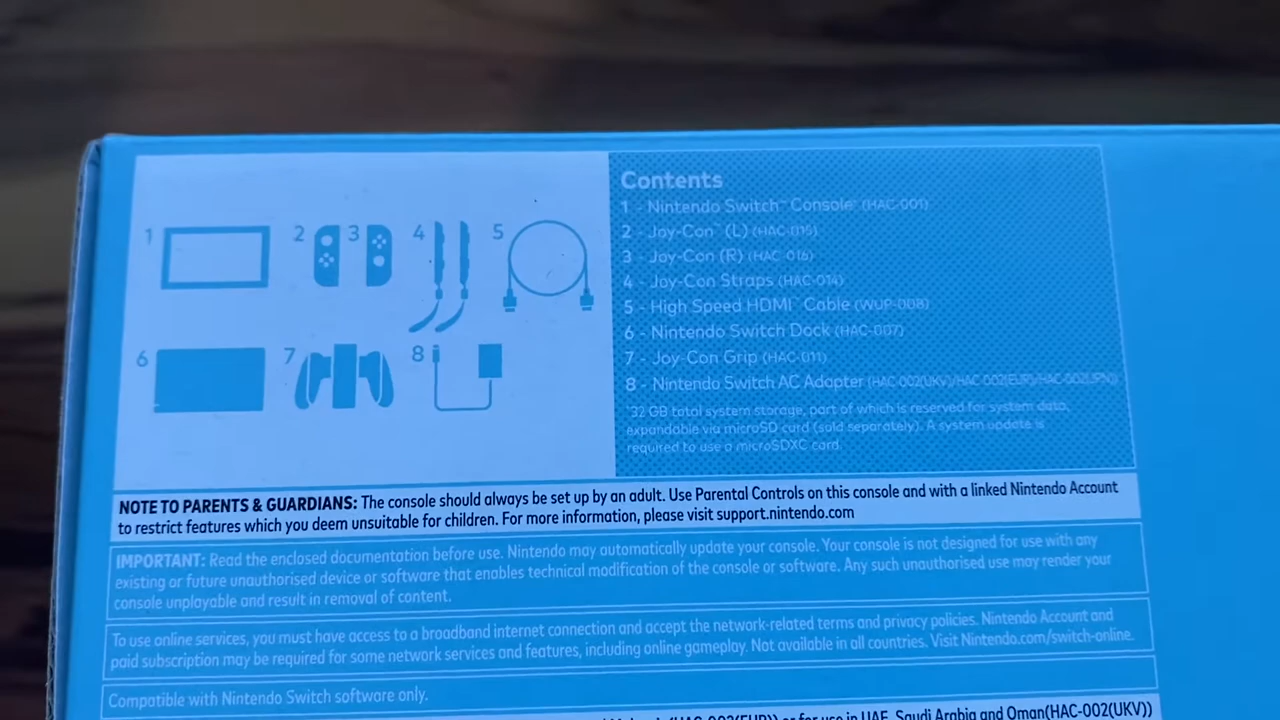 1
2
3
4
5
6
7
8
Contents
1 - Nintendo Switch™ Console* (HAC-001)
2 - Joy-Con™ (L) (HAC-015)
3 - Joy-Con (R) (HAC-016)
4 - Joy-Con Straps (HAC-014)
5 - High Speed HDMI™ Cable (WUP-008)
6 - Nintendo Switch Dock (HAC-007)
7 - Joy-Con Grip (HAC-011)
8 - Nintendo Switch AC Adapter (HAC-002(UKV)/HAC-002(EUR)/
*32 GB total system storage, part of which is reserved for system data,
expandable via microSD card (sold separately). A system update is
required to use a microSDXC card.
NOTE TO PARENTS & GUARDIANS: The console should always be set up by an adult. Use Parental Controls on this console and with a linked Nintendo Account
to restrict features which you deem unsuitable for children. For more information, please visit support.nintendo.com
IMPORTANT: Read the enclosed documentation before use. Nintendo may automatically update your console. Your console is not designed for use with any
existing or future unauthorised device or software that enables technical modification of the console or software. Any such unauthorised use may render your
console unplayable and result in removal of content.
To use online services, you must have access to a broadband internet connection and accept the network-related terms and privacy policies. Nintendo Account and
paid subscription may be required for some network services and features, including online gameplay. Not available in all countries. Visit Nintendo.com/switch-online.
Compatible with Nintendo Switch software only.
(HAC-002(EUR)) or for use in UAE, Saudi Arabia and Oman(HAC-002(UKV))